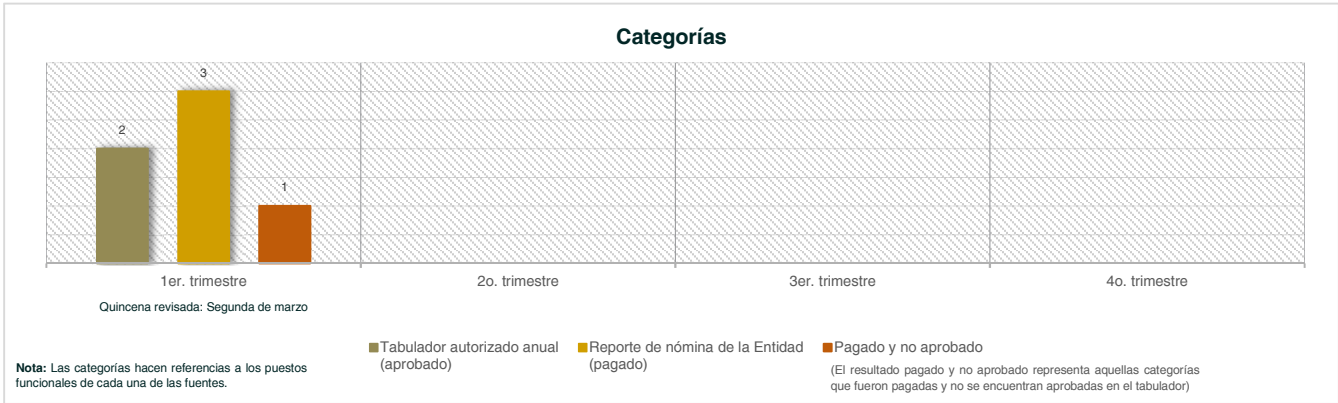 Categorías
2
3
1
1er. trimestre
2o. trimestre
3er. trimestre
4o. trimestre
Quincena revisada: Segunda de marzo
Tabulador autorizado anual
(aprobado)
Reporte de nómina de la Entidad
(pagado)
Pagado y no aprobado
(El resultado pagado y no aprobado representa aquellas categorías
que fueron pagadas y no se encuentran aprobadas en el tabulador)
Nota: Las categorías hacen referencias a los puestos
funcionales de cada una de las fuentes.